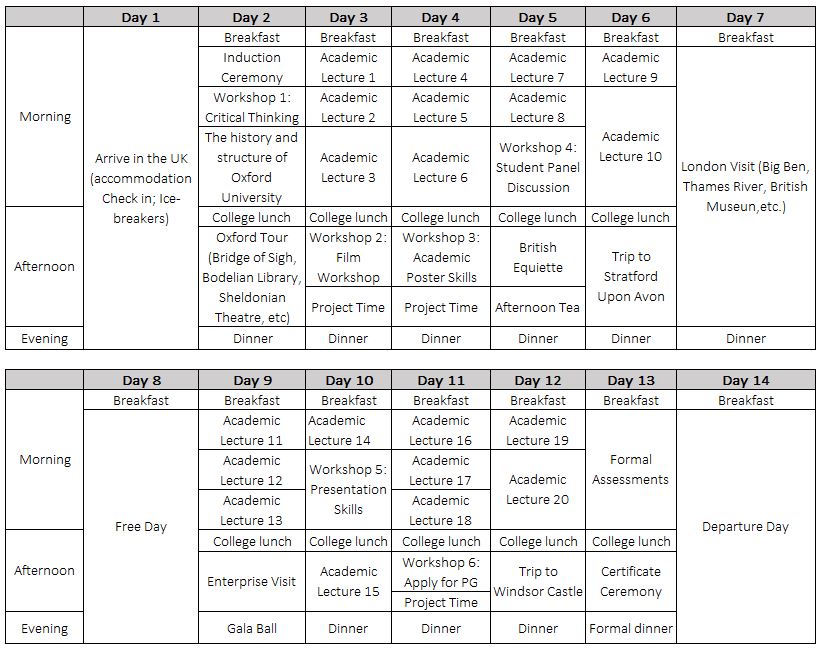 Day 1 Day 2 Day 3 Day 4 Day 5 Day 6 Day 7
Breakfast Breakfast Breakfast Breakfast Breakfast Breakfast
Morning
Arrive in the UK
(accommodation
Check in; Ice-
breakers)
Induction
Ceremony
Workshop 1:
Critical Thinking
The history and
structure of
Oxford
University
Academic
Lecture 1
Academic
Lecture 2
Academic
Lecture 3
Academic
Lecture 4
Academic
Lecture 5
Academic
Lecture 6
Academic
Lecture 7
Academic
Lecture 8
Workshop 4:
Student Panel
Discussion
Academic
Lecture 9
Academic
Lecture 10
London Visit (Big Ben,
Thames River, British
Museun,etc.)
College lunch College lunch College lunch College lunch College lunch
Afternoon
Oxford Tour
(Bridge of Sigh,
Bodelian Library,
Sheldonian
Theatre, etc)
Workshop 2:
Film
Workshop
Project Time
Workshop 3:
Academic
Poster Skills
Project Time
British
Equiette
Afternoon Tea
Trip to
Stratford
Upon Avon
Evening Dinner Dinner Dinner Dinner Dinner Dinner
Day 8 Day 9 Day 10 Day 11 Day 12 Day 13 Day 14
Breakfast Breakfast Breakfast Breakfast Breakfast Breakfast Breakfast
Morning
Free Day
Academic
Lecture 11
Academic
Lecture 12
Academic
Lecture 13
Academic
Lecture 14
Workshop 5:
Presentation
Skills
Academic
Lecture 16
Academic
Lecture 17
Academic
Lecture 18
Academic
Lecture 19
Academic
Lecture 20
Formal
Assessments
Departure Day
College lunch College lunch College lunch College lunch College lunch
Afternoon
Enterprise Visit
Academic
Lecture 15
Workshop 6:
Apply for PG
Project Time
Trip to
Windsor Castle
Certificate
Ceremony
Evening Gala Ball Dinner Dinner Dinner Formal dinner